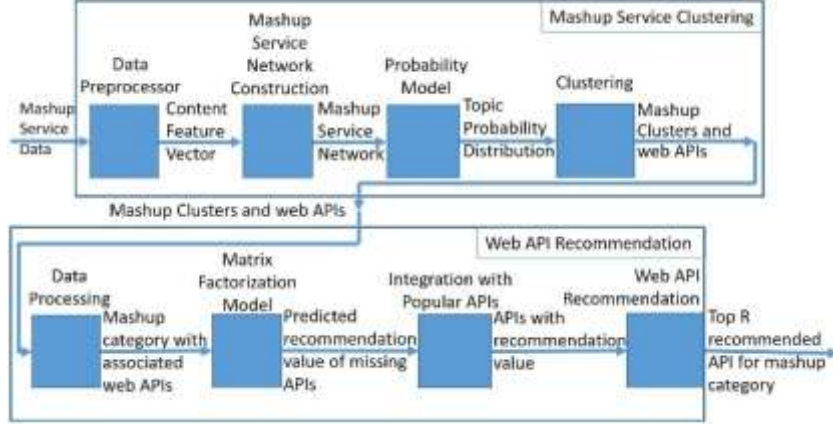 Mashup Service Clustering
Mashup
Service
Network
Construction
Data
Preprocessor
Probability
Model
Clustering
Mashup
Service
Data
Content
Feature
Vector
Mashup
Service
Network
Topic
Probability
Distribution
Mashup
Clusters and
web APIs
Mashup Clusters and web APIs
Web API Recommendation
Data
Processing
Matrix
Factorization
Model
Integration with
Popular APIs
Web API
Recommendation
Mashup
category with
associated
web APIs
Predicted
recommendation
value of missing
APIs
APIs with
recommendation
value
Top R
recommended
API for mashup
category